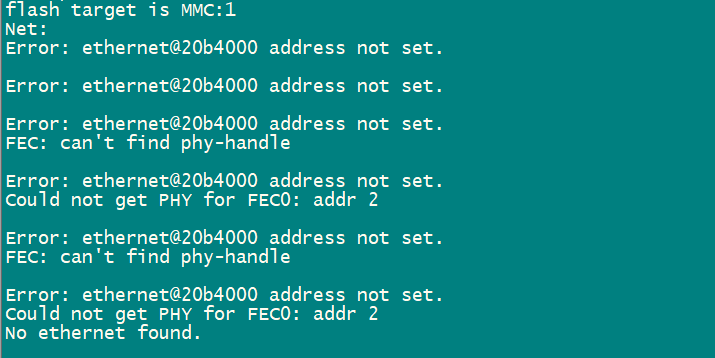 flash target is MMC:1
Net:
Error: ethernet@20b4000 address not set.
Error: ethernet@20b4000 address not set.
Error: ethernet@20b4000 address not set.
FEC: can't find phy-handle
Error: ethernet@20b4000 address not set.
Could not get PHY for FEC0: addr 2
Error: ethernet@20b4000 address not set.
FEC: can't find phy-handle
Error: ethernet@20b4000 address not set.
Could not get PHY for FEC0: addr 2
No ethernet found.